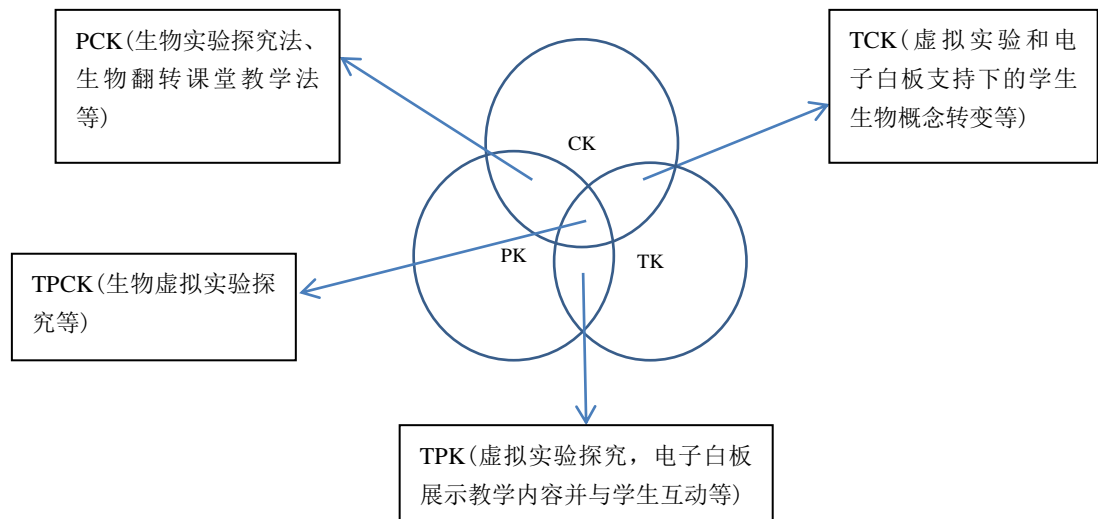 PCK(生物实验探究法、
生物翻转课堂教学法
等)
TCK(虚拟实验和电
子白板支持下的学生
生物概念转变等)
CK
PK
TK
TPCK(生物虚拟实验探
究等)
TPK(虚拟实验探究，电子白板
展示教学内容并与学生互动等)